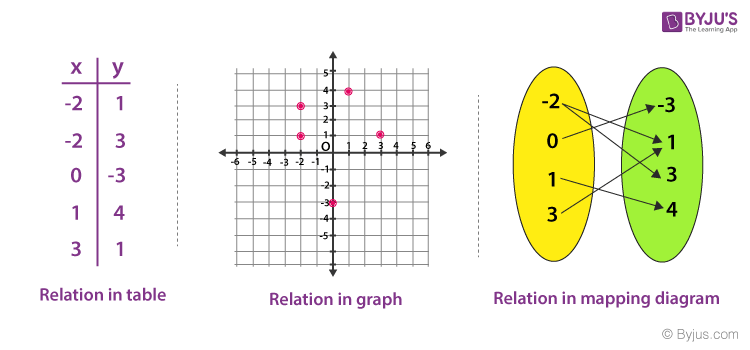 BYJU'S
The Learning App
x y
-2 1
-2 3
0 -3
1 4
3 1
Relation in table
5
4
3
2
1
O
-6 -5 -4 -3 -2 -1 1 2 3 4 5 6
-1
-2
-3
-4
-5
Relation in graph
-2 -3
0 1
1 3
3 4
Relation in mapping diagram
© Byjus.com